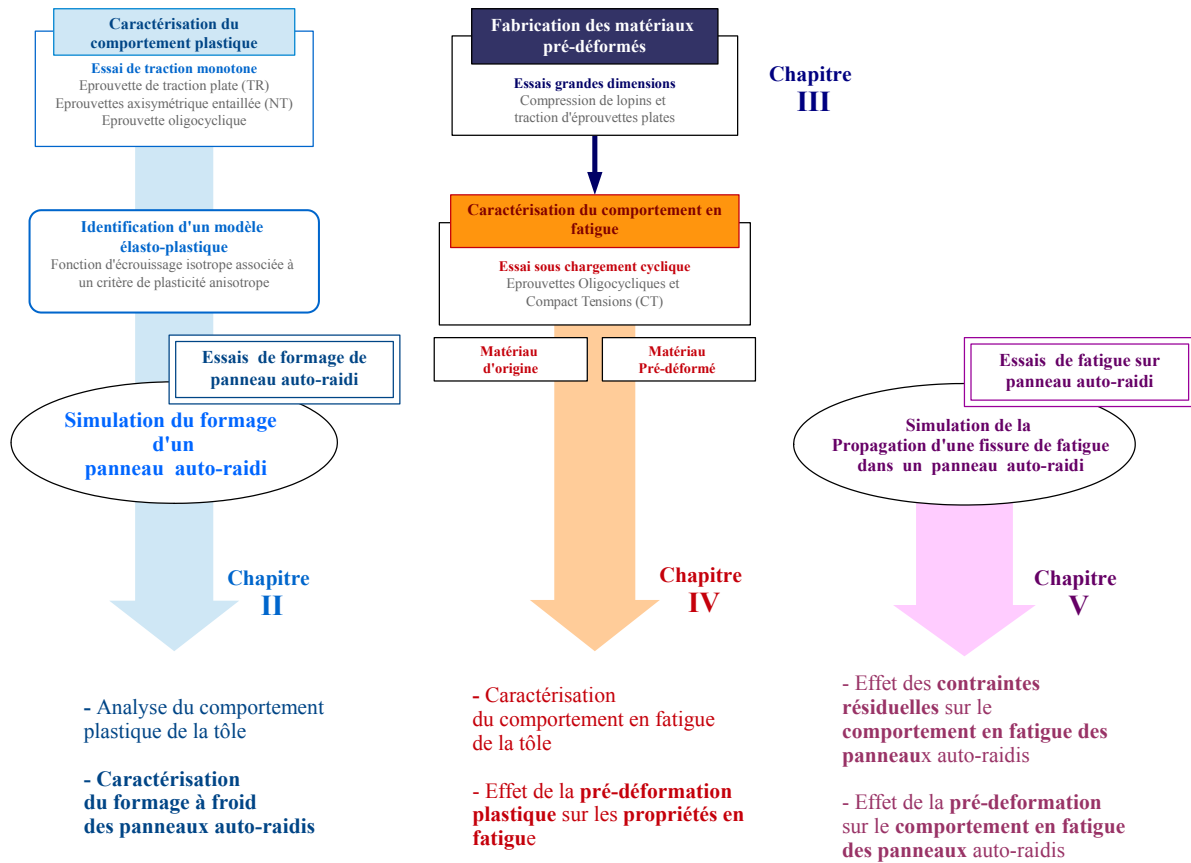 Caractérisation du
comportement plastique
Essai de traction monotone
Eprouvette de traction plate (TR)
Eprouvettes axisymétrique entaillée (NT)
Eprouvette oligocyclique
Identification d'un modèle
élasto-plastique
Fonction d'écrouissage isotrope associée à
un critère de plasticité anisotrope
Essais de formage de
panneau auto-raidi
Simulation du formage
d'un
panneau auto-raidi
Chapitre
II
- Analyse du comportement
plastique de la tôle
- Caractérisation
du formage à froid
des panneaux auto-raidis
Fabrication des matériaux
pré-déformés
Essais grandes dimensions
Compression de lopins et
traction d'éprouvettes plates
Chapitre
III
Caractérisation du comportement en
fatigue
Essai sous chargement cyclique
Eprouvettes Oligocycliques et
Compact Tensions (CT)
Matériau
d'origine
Matériau
Pré-déformé
Chapitre
IV
- Caractérisation
du comportement en fatigue
de la tôle
- Effet de la pré-déformation
plastique sur les propriétés en
fatigue
Essais de fatigue sur
panneau auto-raidi
Simulation de la
Propagation d'une fissure de fatigue
dans un panneau auto-raidi
Chapitre
V
- Effet des contraintes
résiduelles sur le
comportement en fatigue des
panneaux auto-raidis
- Effet de la pré-deformation
sur le comportement en fatigue
des panneaux auto-raidis